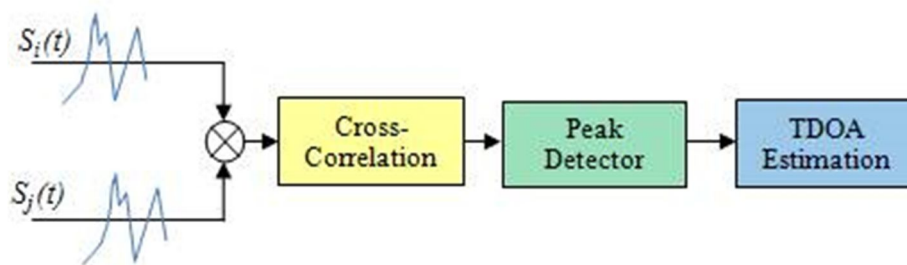 Si(t)
Cross-
Correlation
Peak
Detector
TDOA
Estimation
Sj(t)